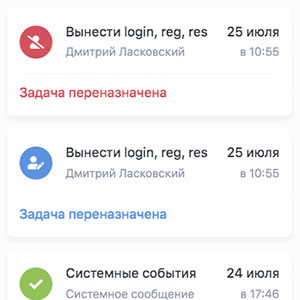 Вынести login, reg, res 25 июля
Дмитрий Ласковский в 10:55
Задача переназначена
Вынести login, reg, res 25 июля
Дмитрий Ласковский в 10:55
Задача переназначена
Системные события 24 июля
Системное сообщение в 17:46